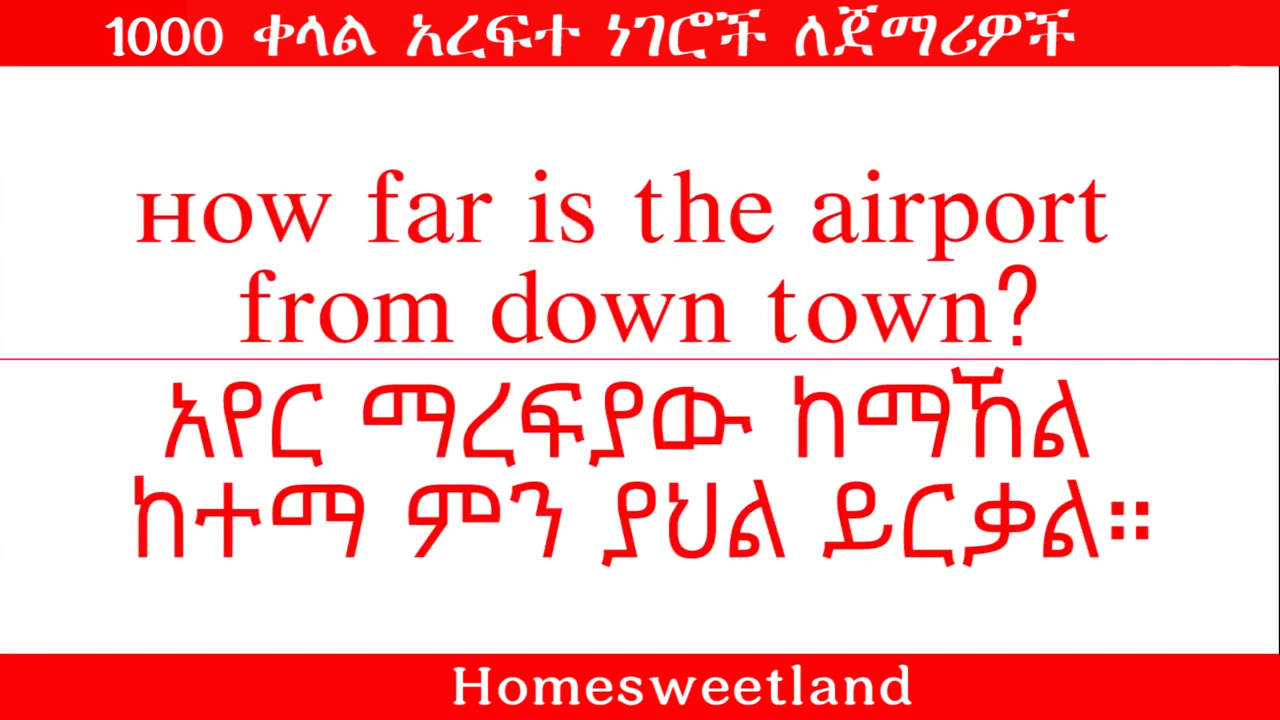 1000 ቀላል አረፍተ ነገሮች ለጀማሪዎች
How far is the airport
from down town?
አየር ማረፍያው ከማኸል
ከተማ ምን ያህል ይርቃል።
Homesweetland